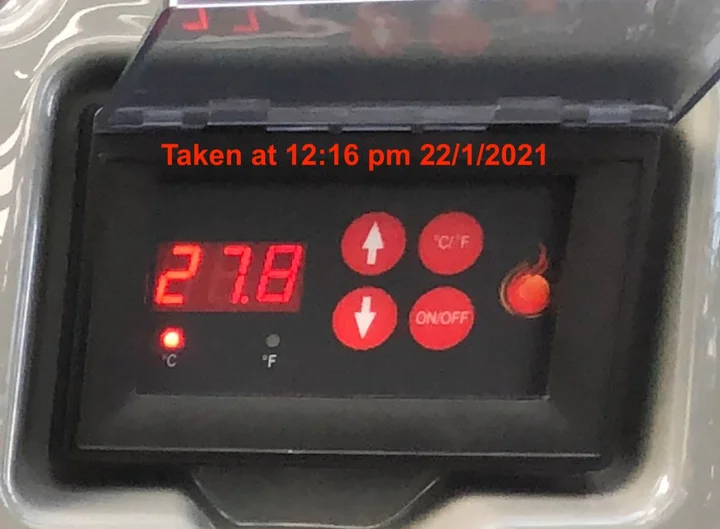 Taken at 12:16 pm 22/1/2021
27.8
°C/°F
ON/OFF
°C
°F